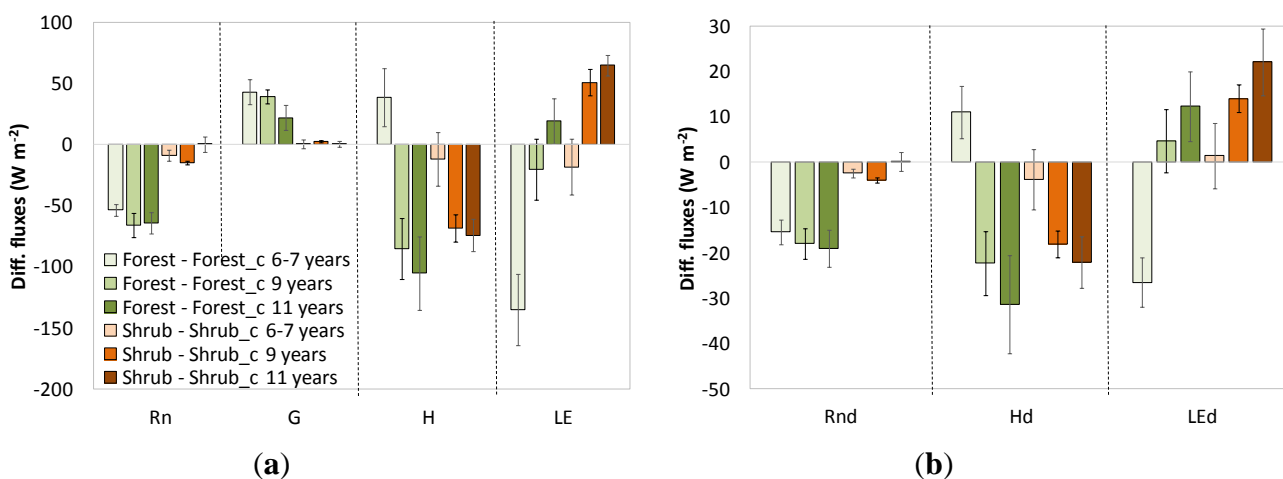 100
50
0
-50
-100
-150
-200
Diff. fluxes (W m-2)
Forest - Forest_c 6-7 years
Forest - Forest_c 9 years
Forest - Forest_c 11 years
Shrub - Shrub_c 6-7 years
Shrub - Shrub_c 9 years
Shrub - Shrub_c 11 years
Rn G H LE
(a)
30
20
10
0
-10
-20
-30
-40
-50
Diff. fluxes (W m-2)
Rnd Hd LEd
(b)